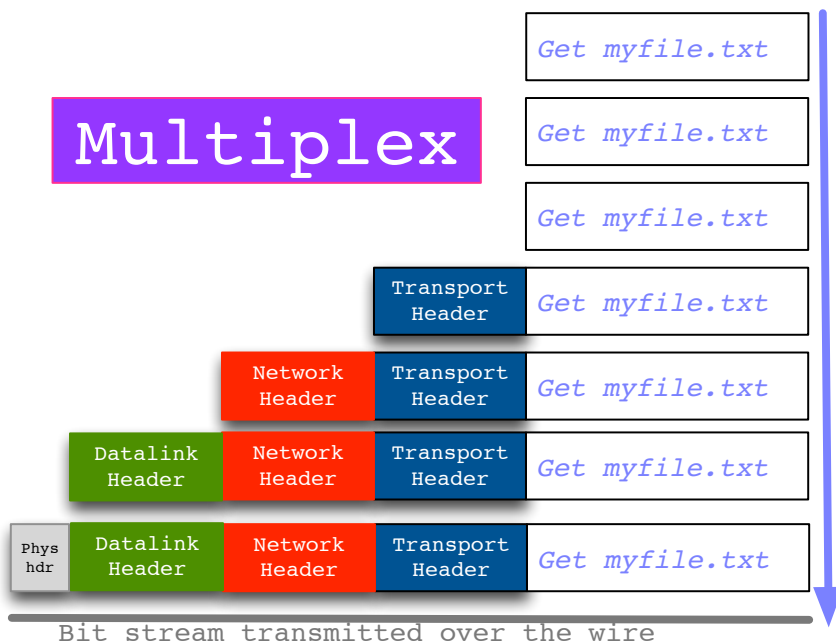 Get myfile.txt
Multiplex
Get myfile.txt
Get myfile.txt
Transport
Header
Get myfile.txt
Network
Header
Transport
Header
Get myfile.txt
Datalink
Header
Network
Header
Transport
Header
Get myfile.txt
Phys
hdr
Datalink
Header
Network
Header
Transport
Header
Get myfile.txt
Bit stream transmitted over the wire